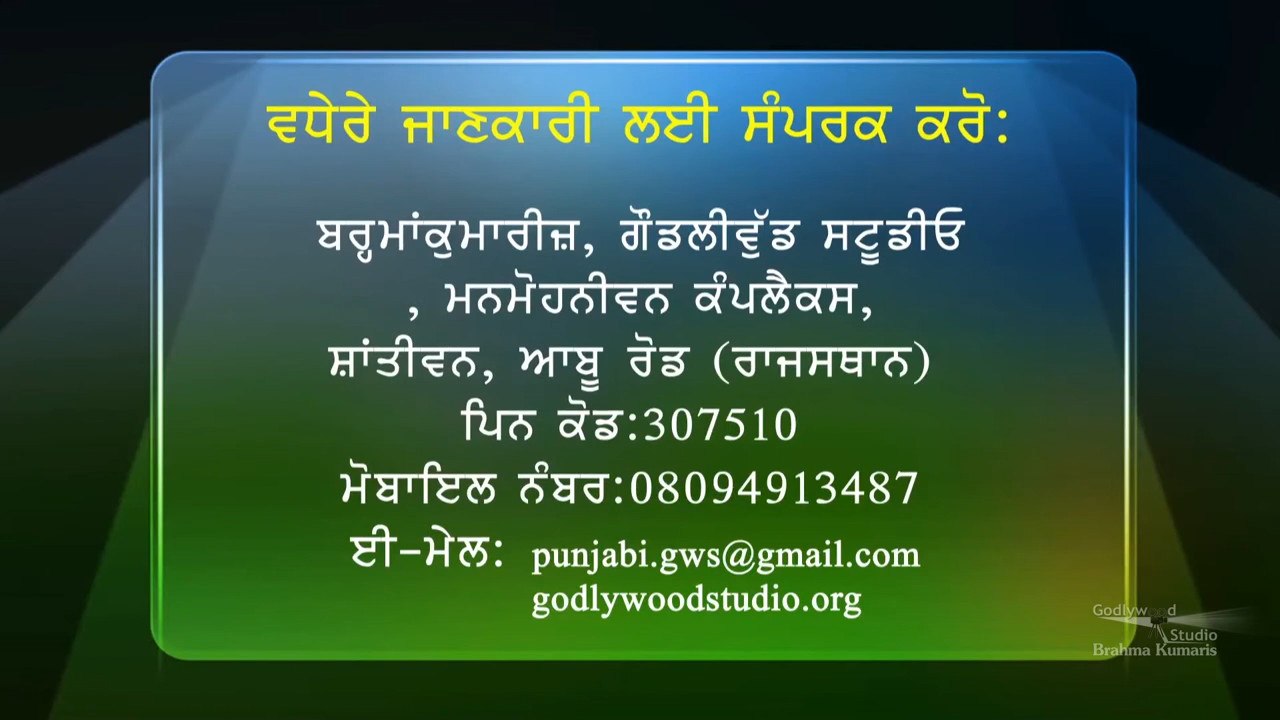 ਵਧੇਰੇ ਜਾਣਕਾਰੀ ਲਈ ਸੰਪਰਕ ਕਰੋ:
ਬਰ੍ਹਮਾਂਕੁਮਾਰੀਜ਼, ਗੌਡਲੀਵੁੱਡ ਸਟੂਡੀਓ
, ਮਨਮੋਹਨੀਵਨ ਕੰਪਲੈਕਸ,
ਸ਼ਾਂਤੀਵਨ, ਆਬੂ ਰੋਡ (ਰਾਜਸਥਾਨ)
ਪਿਨ ਕੋਡ:307510
ਮੋਬਾਇਲ ਨੰਬਰ:08094913487
ਈ-ਮੇਲ: punjabi.gws@gmail.com
godlywoodstudio.org
Godlywood
Studio
Brahma Kumaris